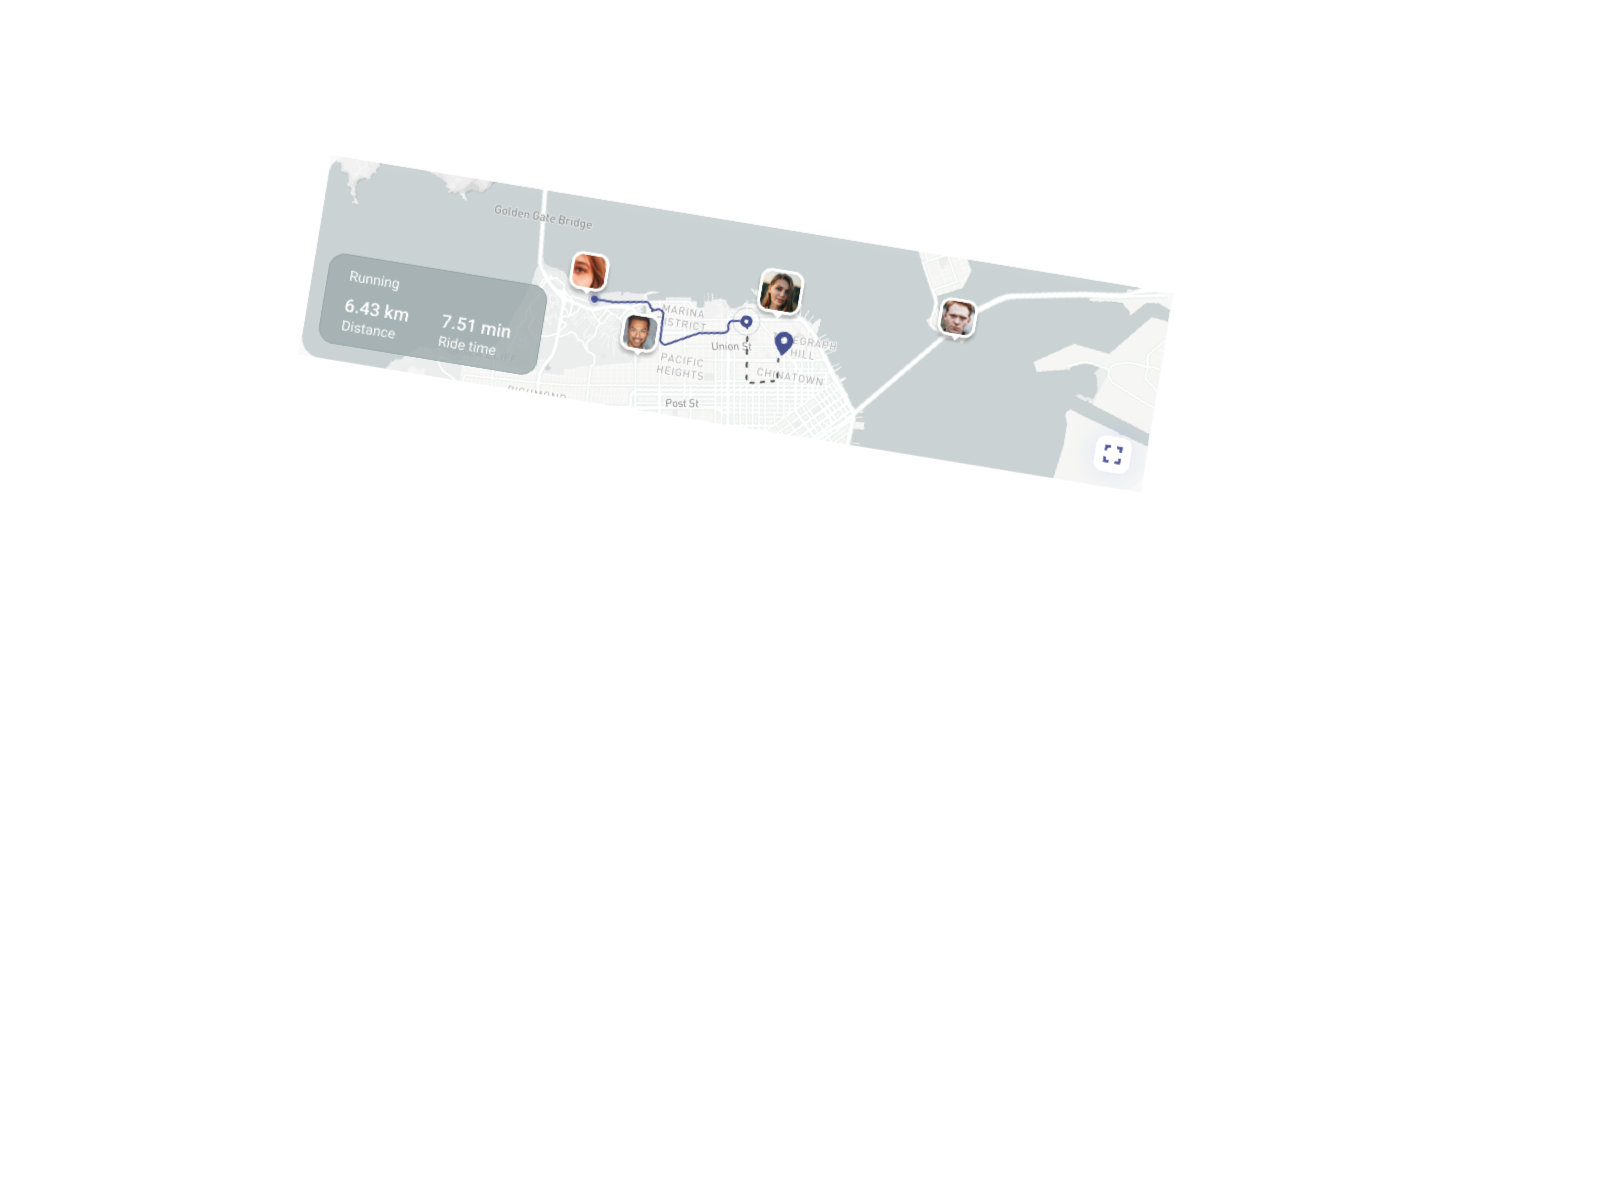 Golden Gate Bridge
Running
6.43 km
7.51 min
Distance
Ride time
MARINA
Union St
HILL
PACIFIC
HEIGHTS
CHINATOWN
Post St